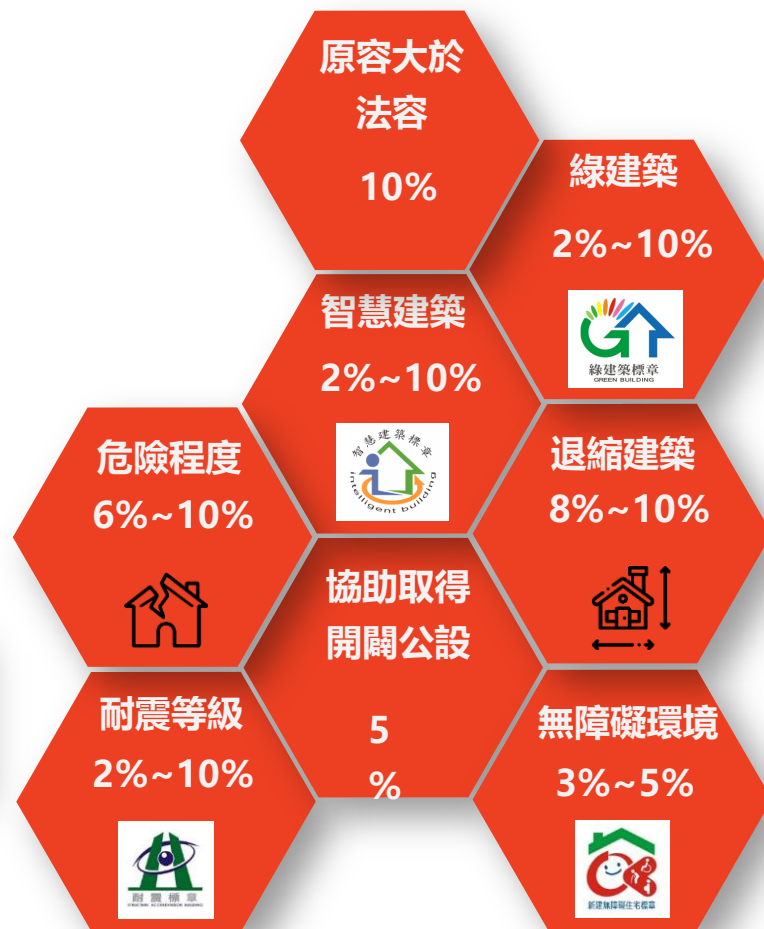 原容大於
法容
10%
綠建築
2%~10%
綠建築標章
GREEN BUILDING
智慧建築
2%~10%
智慧建築標章
intelligent building
危險程度
6%~10%
退縮建築
8%~10%
協助取得
開闢公設
5
%
耐震等級
2%~10%
耐震標章
無障礙環境
3%~5%
新建無障礙住宅標章